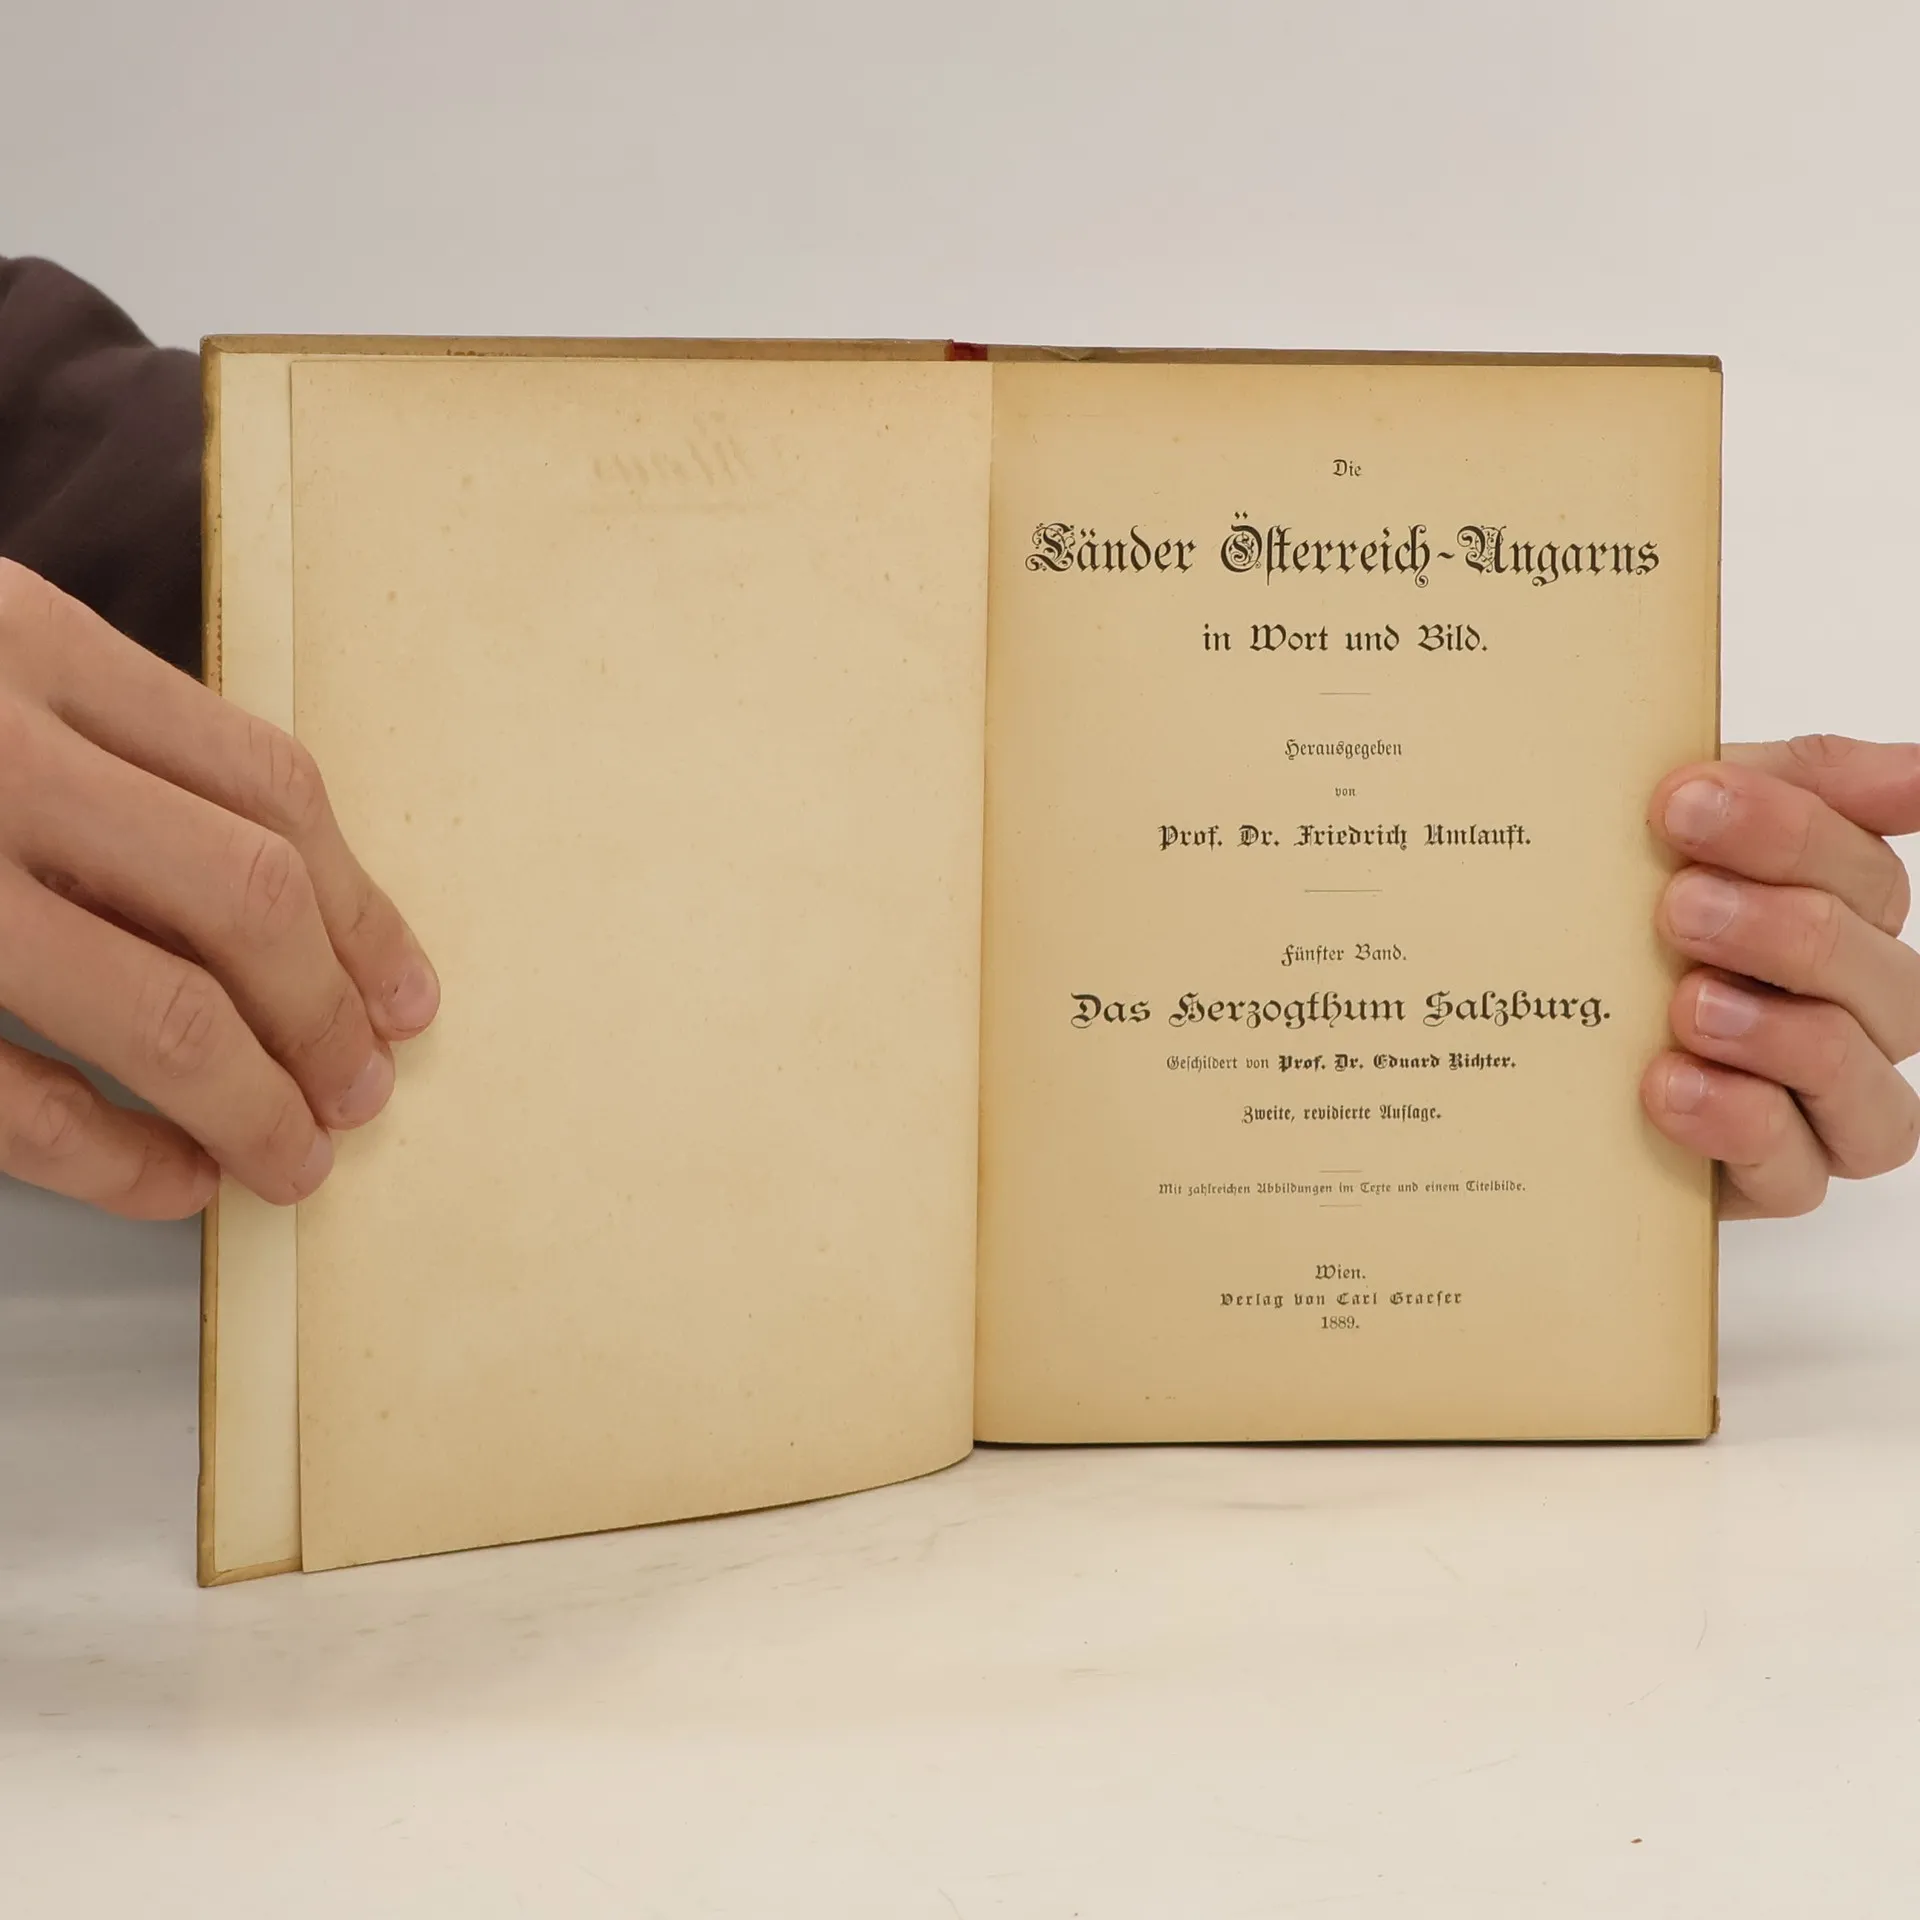 Die
Länder Öſterreich-Ungarns
in Wort und Bild.
Herausgegeben
von
Prof. Dr. Friedrich Umlauft.
Fünfter Band.
Das Herzogthum Salzburg.
Geſchildert von Prof. Dr. Eduard Richter.
Zweite, revidierte Auflage.
Mit zahlreichen Abbildungen im Texte und einem Titelbilde.
Wien.
Verlag von Carl Graeſer
1889.